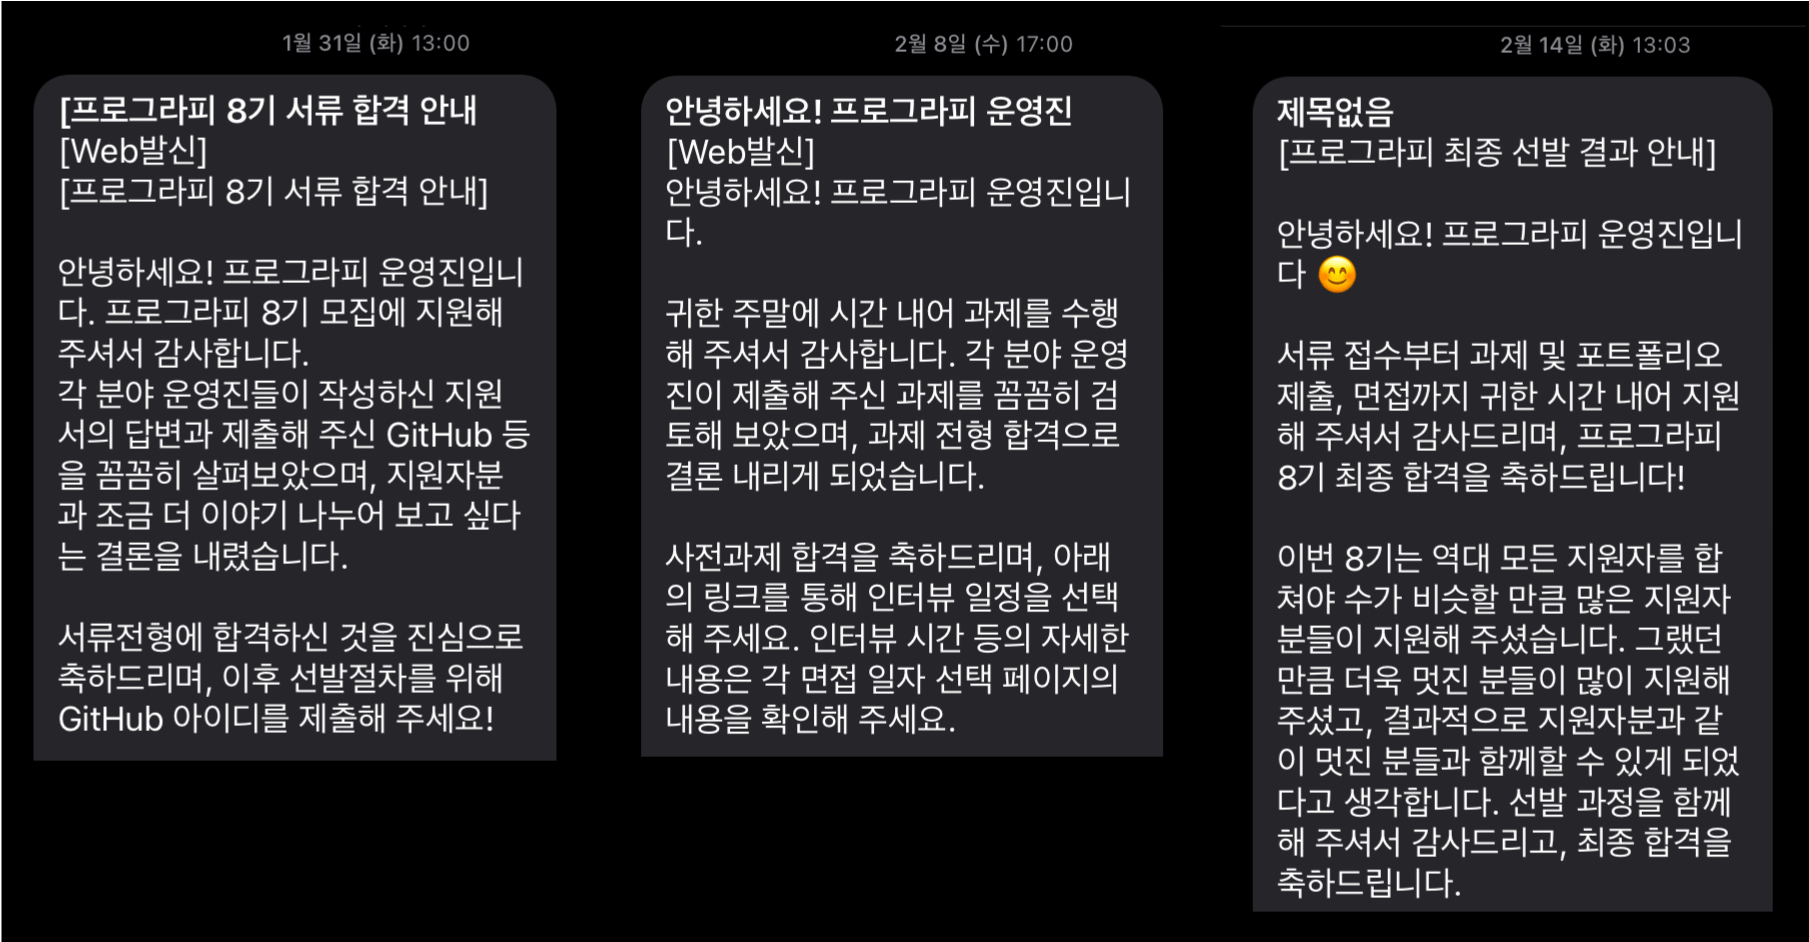 1월 31일 (화) 13:00
[프로그라피 8기 서류 합격 안내
[Web발신]
[프로그라피 8기 서류 합격 안내]
안녕하세요! 프로그라피 운영진입니
다. 프로그라피 8기 모집에 지원해
주셔서 감사합니다.
각 분야 운영진들이 작성하신 지원
서의 답변과 제출해 주신 GitHub 등
을 꼼꼼히 살펴보았으며, 지원자분
과 조금 더 이야기 나누어 보고 싶다
는 결론을 내렸습니다.
서류전형에 합격하신 것을 진심으로
축하드리며, 이후 선발절차를 위해
GitHub 아이디를 제출해 주세요!
2월 8일 (수) 17:00
안녕하세요! 프로그라피 운영진
[Web발신]
안녕하세요! 프로그라피 운영진입니
다.
귀한 주말에 시간 내어 과제를 수행
해 주셔서 감사합니다. 각 분야 운영
진이 제출해 주신 과제를 꼼꼼히 검
토해 보았으며, 과제 전형 합격으로
결론 내리게 되었습니다.
사전과제 합격을 축하드리며, 아래
의 링크를 통해 인터뷰 일정을 선택
해 주세요. 인터뷰 시간 등의 자세한
내용은 각 면접 일자 선택 페이지의
내용을 확인해 주세요.
2월 14일 (화) 13:03
제목없음
[프로그라피 최종 선발 결과 안내]
안녕하세요! 프로그라피 운영진입니
다 😊
서류 접수부터 과제 및 포트폴리오
제출, 면접까지 귀한 시간 내어 지원
해 주셔서 감사드리며, 프로그라피
8기 최종 합격을 축하드립니다!
이번 8기는 역대 모든 지원자를 합
쳐야 수가 비슷할 만큼 많은 지원자
분들이 지원해 주셨습니다. 그랬던
만큼 더욱 멋진 분들이 많이 지원해
주셨고, 결과적으로 지원자분과 같
이 멋진 분들과 함께할 수 있게 되었
다고 생각합니다. 선발 과정을 함께
해 주셔서 감사드리고, 최종 합격을
축하드립니다.